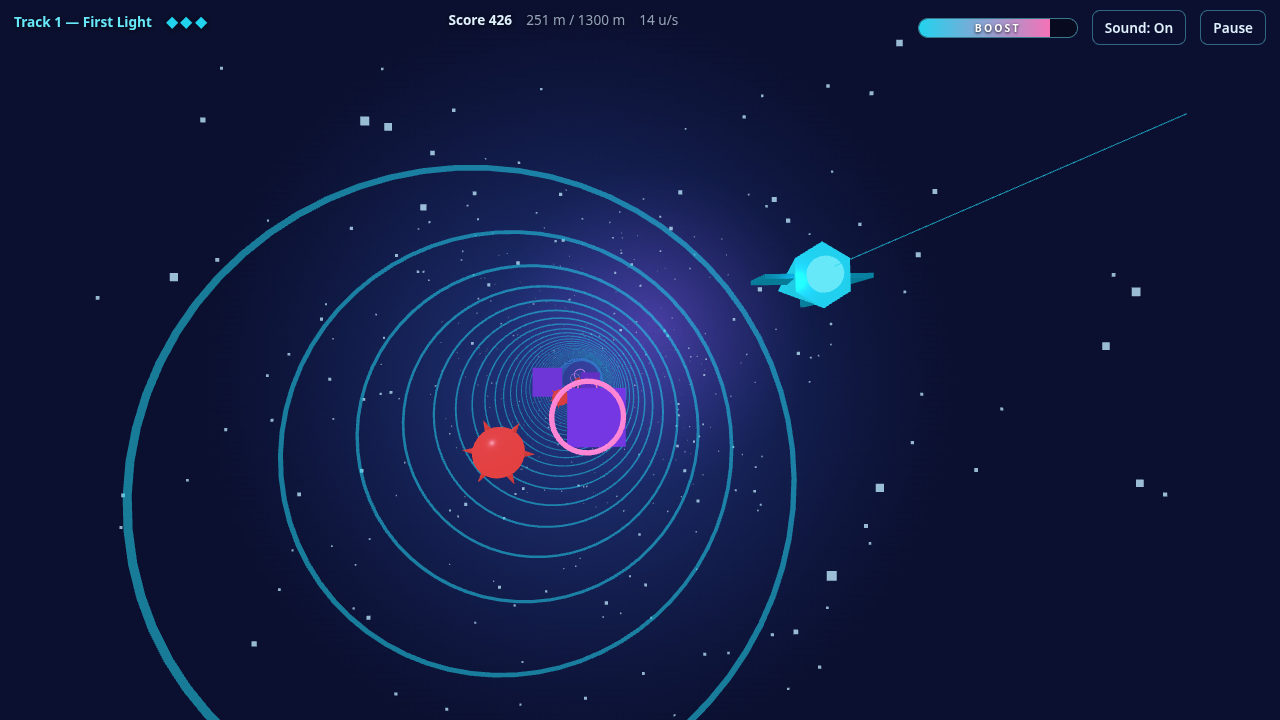 Track 1 — First Light
Score 426 251 m / 1300 m 14 u/s
BOOST
Sound: On
Pause